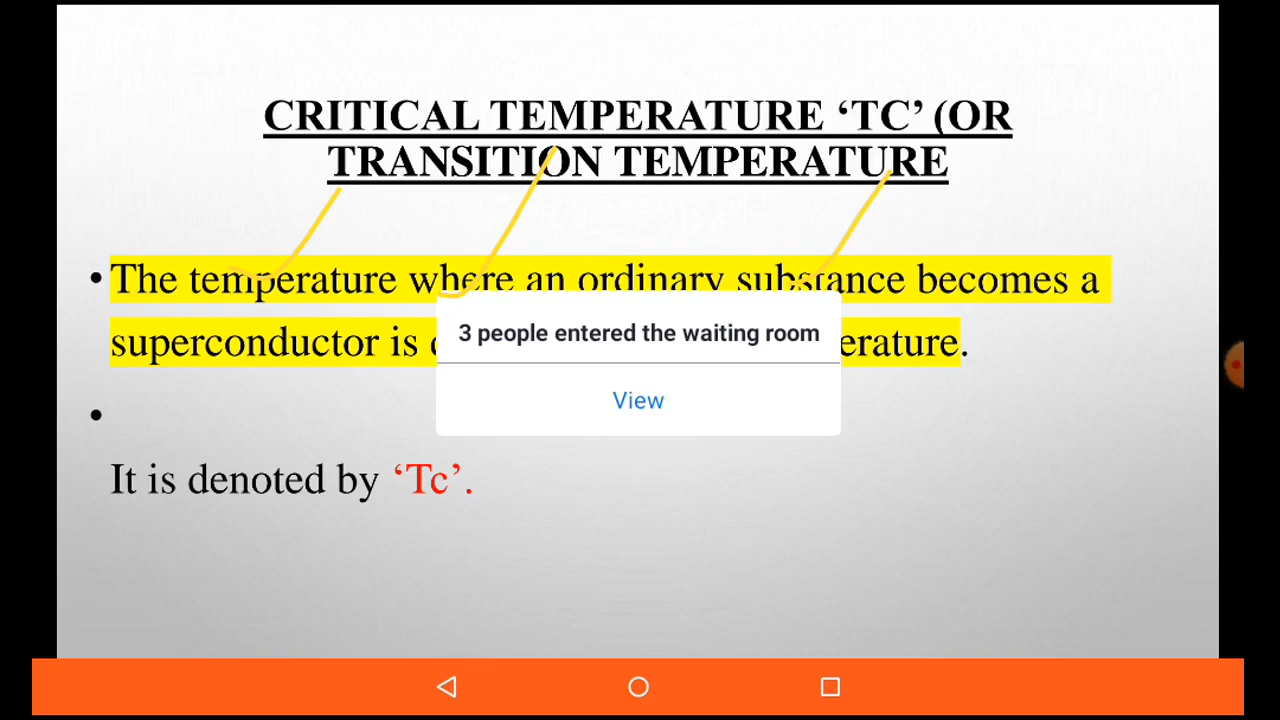 CRITICAL TEMPERATURE ‘TC’ (OR
TRANSITION TEMPERATURE
• The temperature where an ordinary substance becomes a
superconductor is erature.
3 people entered the waiting room
View
•
It is denoted by ‘Tc’.